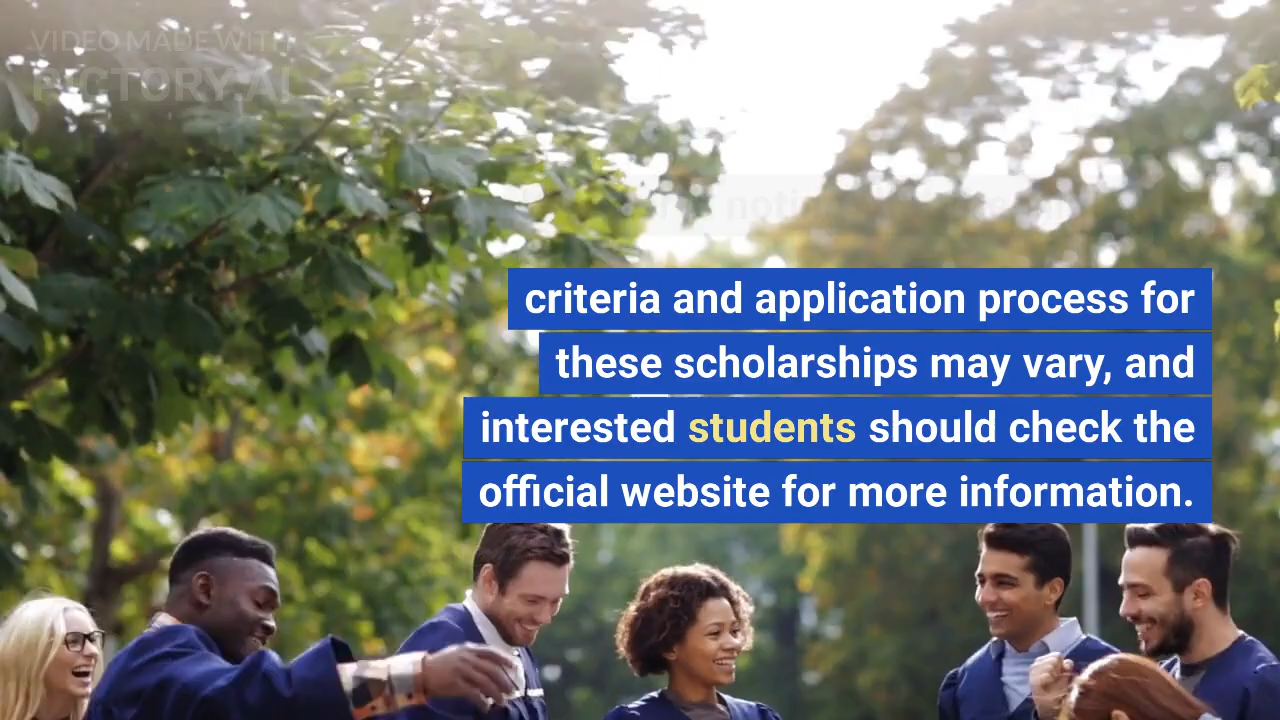 VIDEO MADE WITH
PICTORY.AI
criteria and application process for
these scholarships may vary, and
interested students should check the
official website for more information.